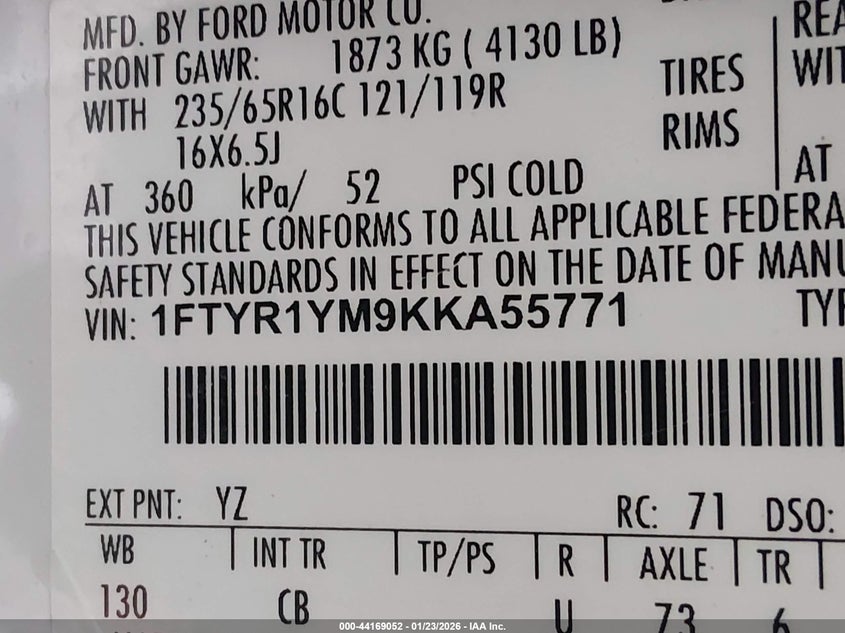 MFD. BY FORD MOTOR CO.
FRONT GAWR: 1873 KG ( 4130 LB)
WITH 235/65R16C 121/119R TIRES
16X6.5J RIMS
AT 360 kPa/ 52 PSI COLD
REA
WIT
AT
THIS VEHICLE CONFORMS TO ALL APPLICABLE FEDERA
SAFETY STANDARDS IN EFFECT ON THE DATE OF MANU
VIN: 1FTYR1YM9KKA55771 TYP
EXT PNT: YZ RC: 71 DSO:
WB INT TR TP/PS R AXLE TR
130 CB U 73 6
000-44169052 - 01/23/2026 - IAA Inc.